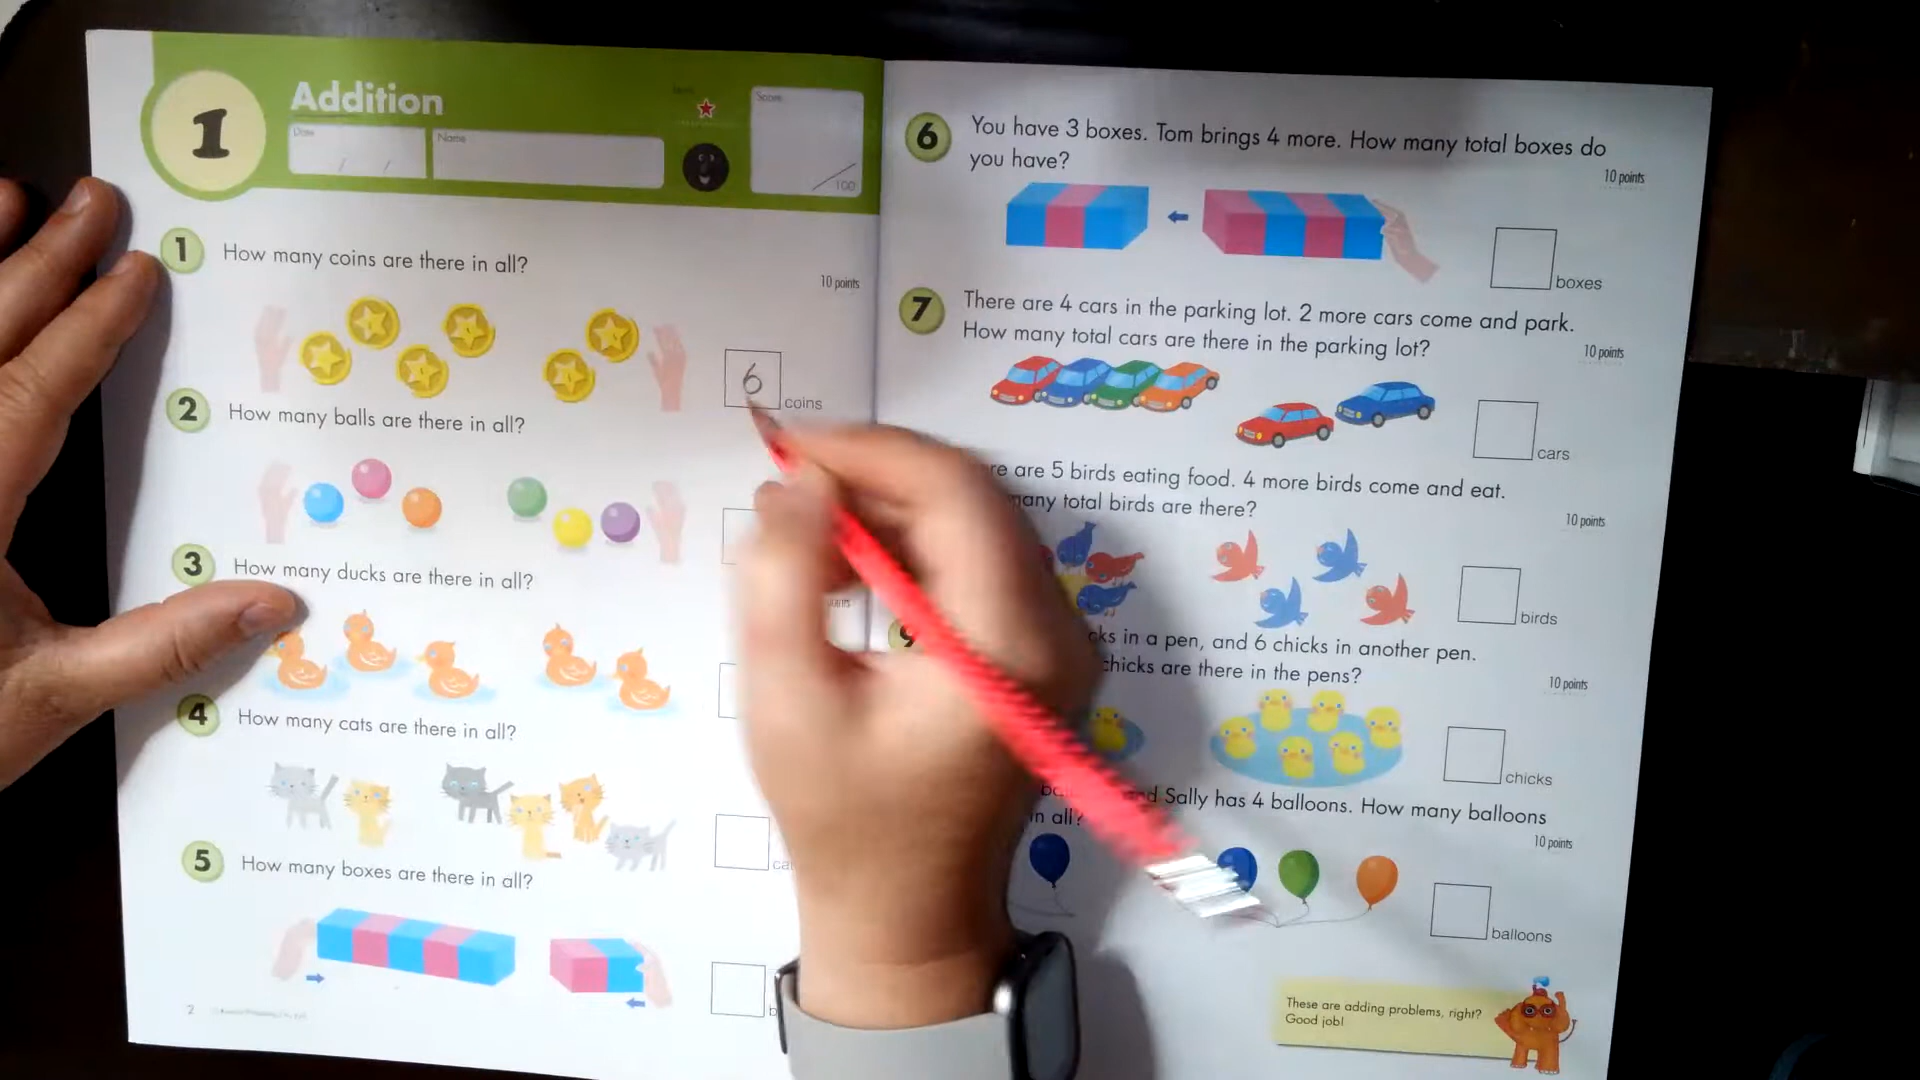 1
Addition
Date
/ /
Name
Score
/100
1 How many coins are there in all?
10 points
6 coins
2 How many balls are there in all?
3 How many ducks are there in all?
4 How many cats are there in all?
5 How many boxes are there in all?
2
6 You have 3 boxes. Tom brings 4 more. How many total boxes do
you have?
10 points
boxes
7 There are 4 cars in the parking lot. 2 more cars come and park.
How many total cars are there in the parking lot?
10 points
cars
are 5 birds eating food. 4 more birds come and eat.
many total birds are there?
10 points
birds
9
in a pen, and 6 chicks in another pen.
chicks are there in the pens?
10 points
chicks
Sally has 4 balloons. How many balloons
in all?
10 points
balloons
These are adding problems, right?
Good job!